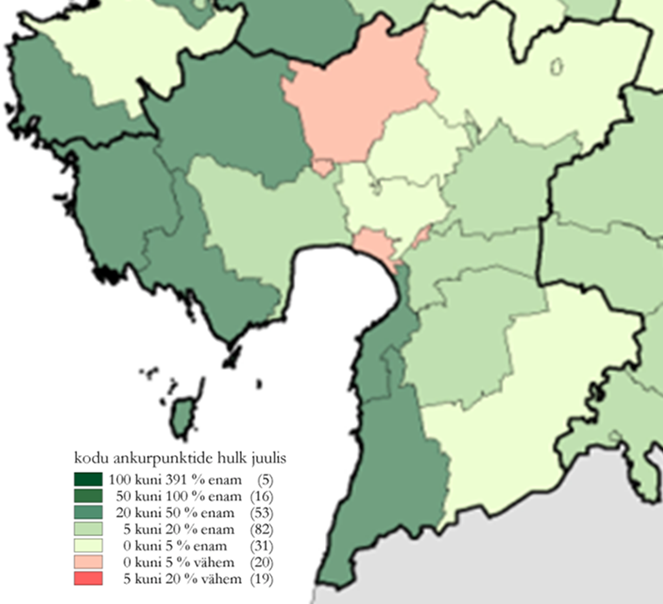 kodu ankurpunktide hulk juulis
100 kuni 391 % enam (5)
50 kuni 100 % enam (16)
20 kuni 50 % enam (53)
5 kuni 20 % enam (82)
0 kuni 5 % enam (31)
0 kuni 5 % vähem (20)
5 kuni 20 % vähem (19)